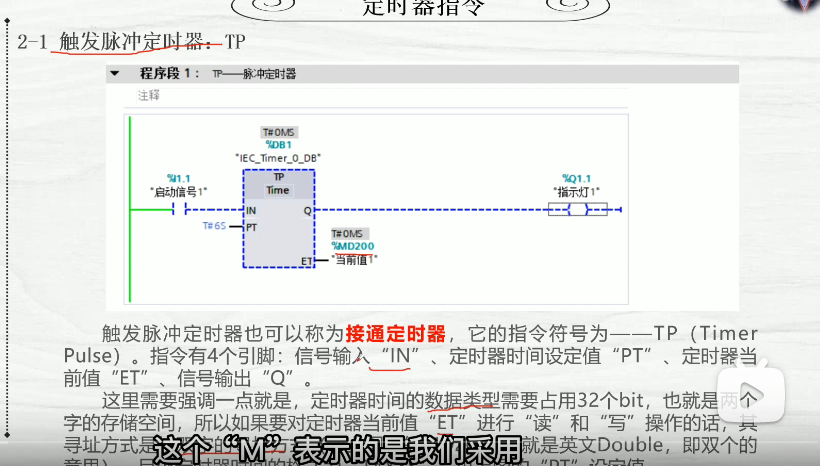 定时器指令
2-1 触发脉冲定时器：TP
程序段 1： TP——脉冲定时器
注释
T#0MS
%DB1
"IEC_Timer_0_DB"
%I1.1
"启动信号1"
TP
Time
%Q1.1
"指示灯1"
IN
Q
T#6S
PT
T#0MS
%MD200
ET
"当前值1"
触发脉冲定时器也可以称为接通定时器，它的指令符号为——TP（Timer
Pulse）。指令有4个引脚：信号输入“IN”、定时器时间设定值“PT”、定时器当
前值“ET”、信号输出“Q”。
这里需要强调一点就是，定时器时间的数据类型需要占用32个bit，也就是两个
字的存储空间，所以如果要对定时器当前值“ET”进行“读”和“写”操作的话，其
寻址方式是
就是英文Double，即双个的
这个“M”表示的是我们采用